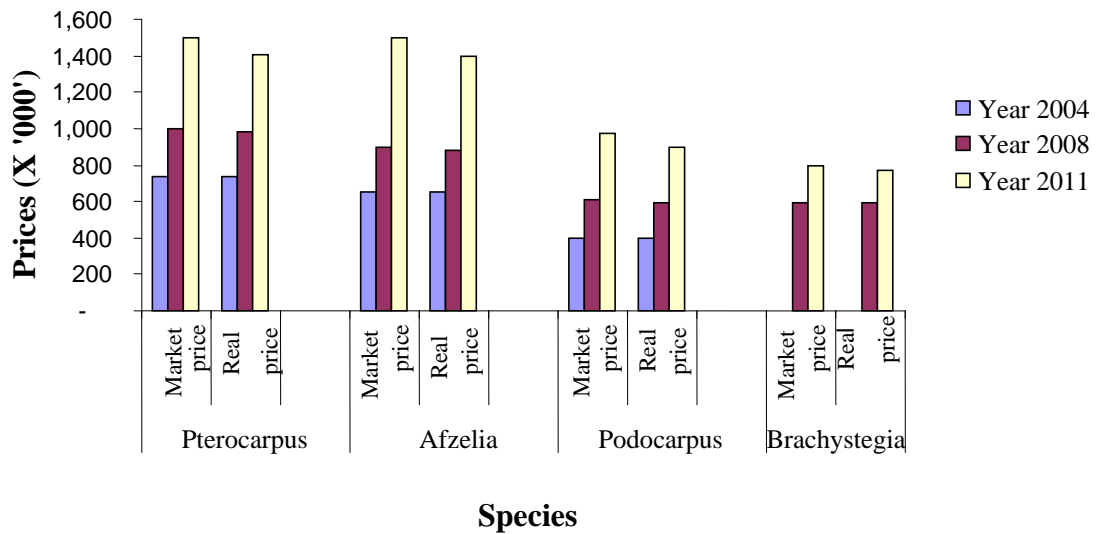 Prices (X '000')
1,600
1,400
1,200
1,000
800
600
400
200
-
Market price
Real price
Market price
Real price
Market price
Real price
Market price
Real price
Pterocarpus
Afzelia
Podocarpus
Brachystegia
Species
Year 2004
Year 2008
Year 2011